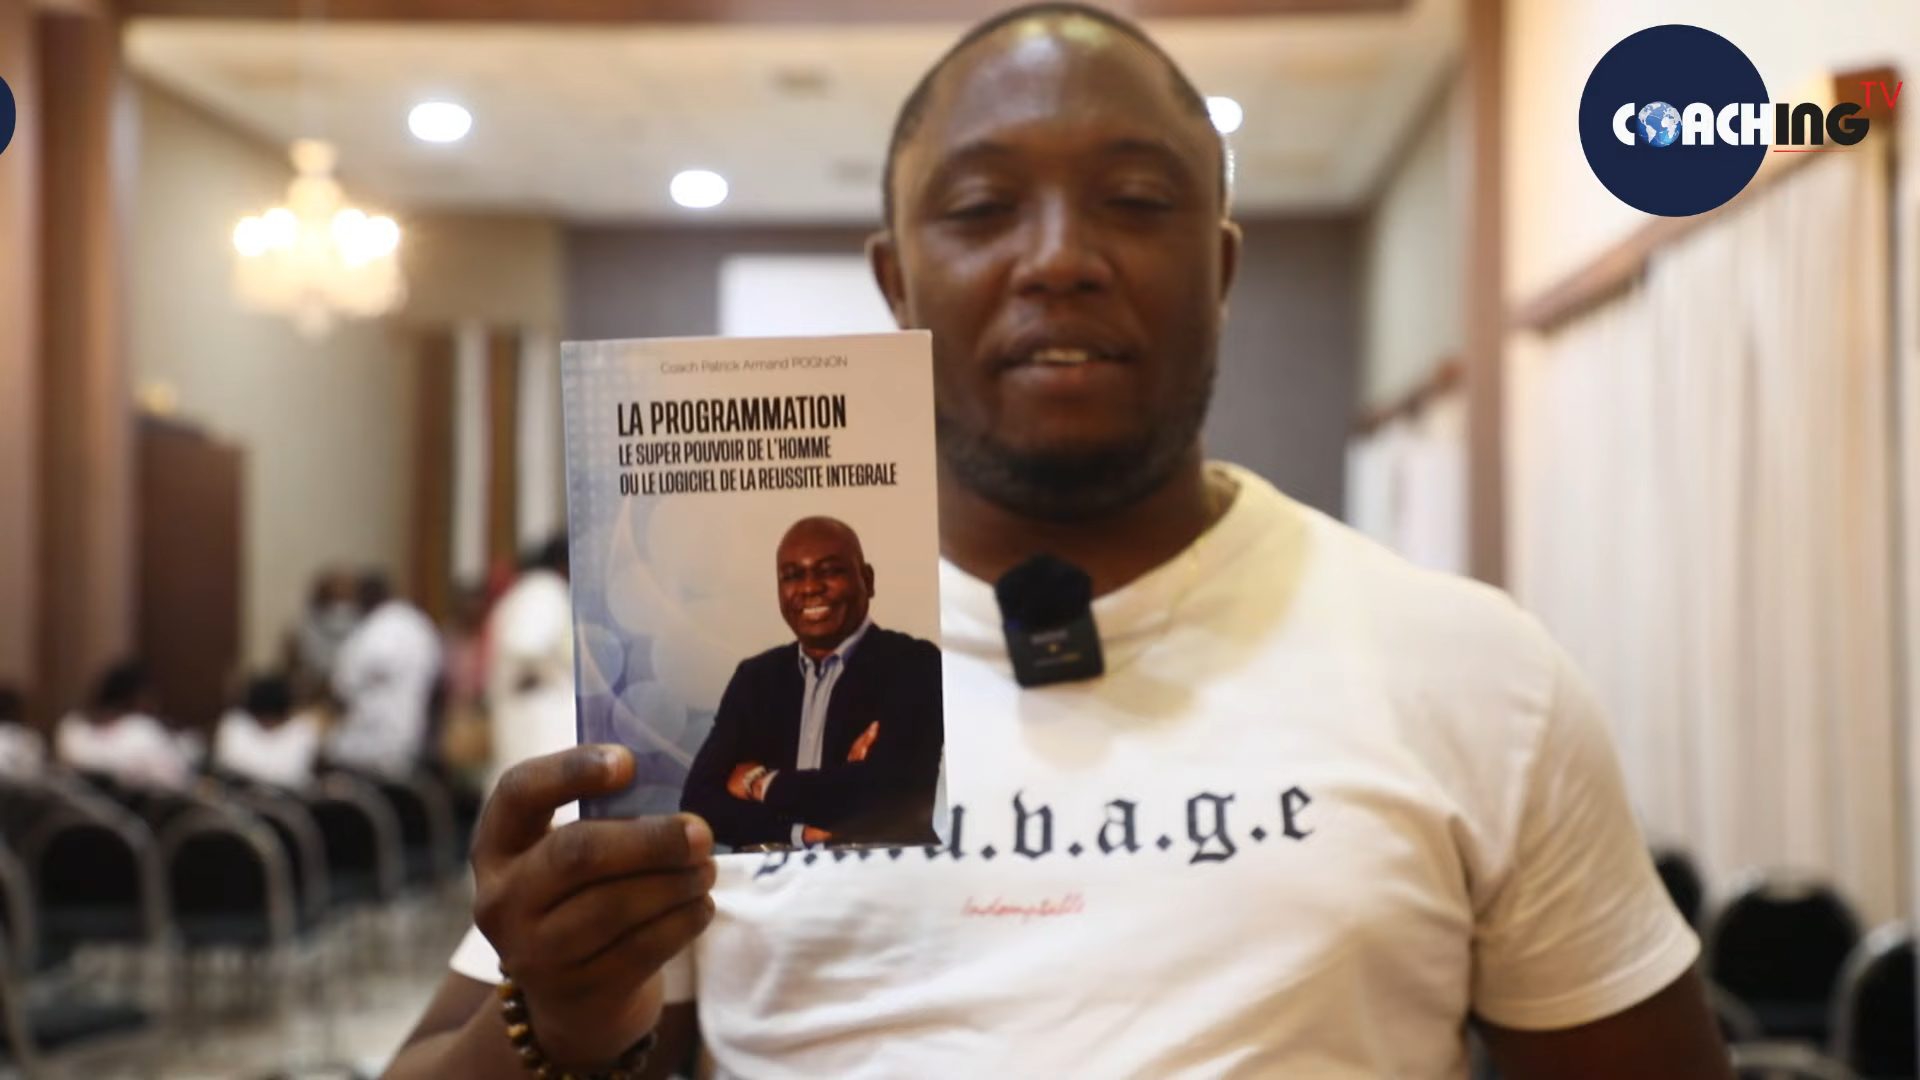 COACHING TV
Coach Patrick Armand POGNON
LA PROGRAMMATION
LE SUPER POUVOIR DE L'HOMME
OU LE LOGICIEL DE LA REUSSITE INTEGRALE
u.v.a.g.e
Indomptable